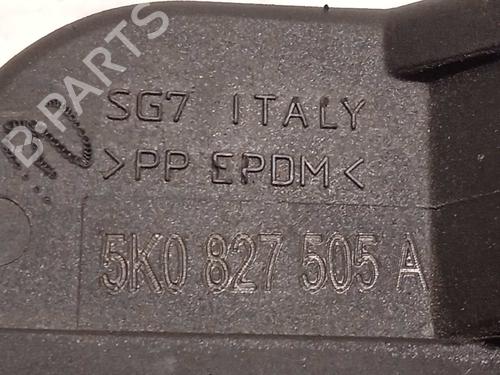 B PARTS
SG7 ITALY
>PP EPDM<
5K0 827 505 A